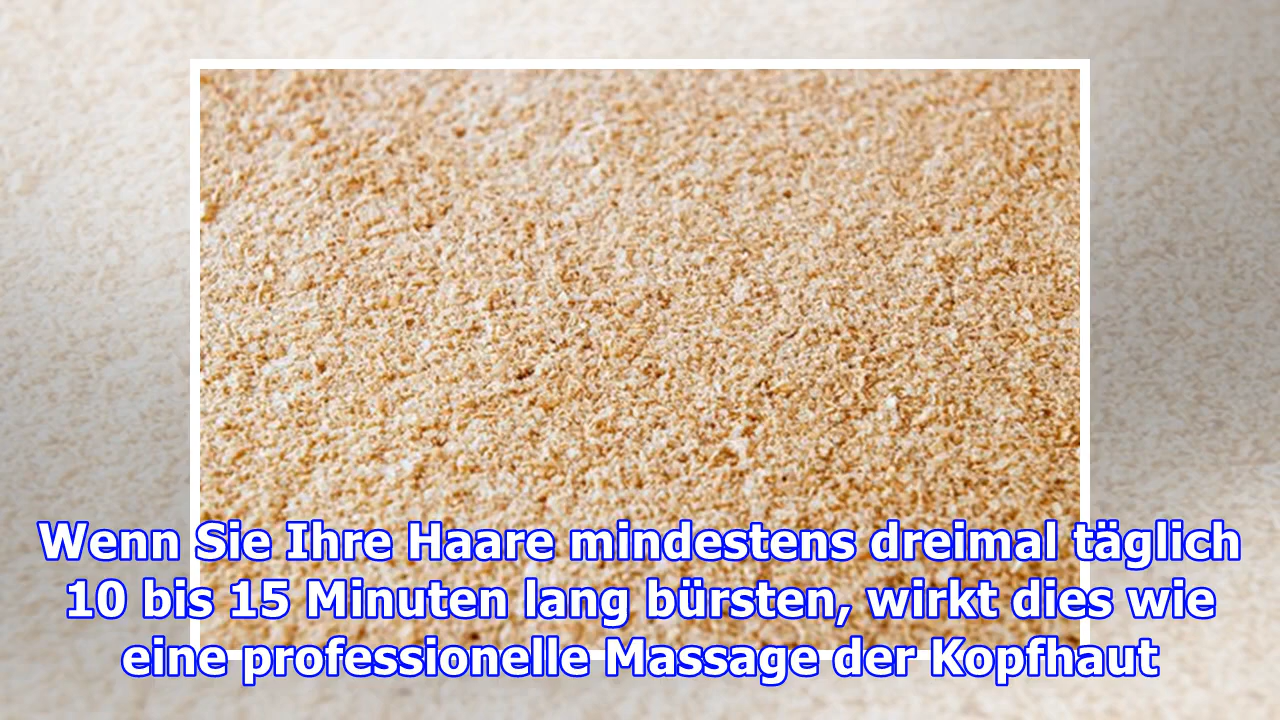 Wenn Sie Ihre Haare mindestens dreimal täglich
10 bis 15 Minuten lang bürsten, wirkt dies wie
eine professionelle Massage der Kopfhaut